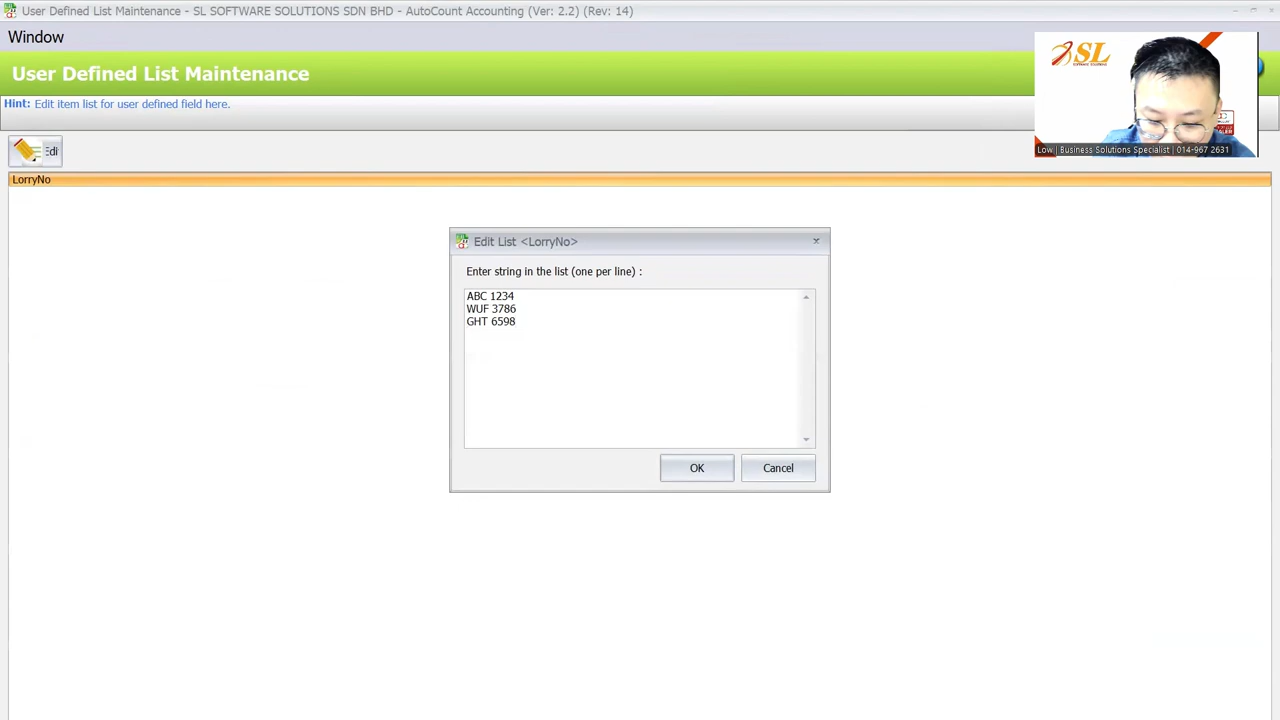 User Defined List Maintenance - SL SOFTWARE SOLUTIONS SDN BHD - AutoCount Accounting (Ver: 2.2) (Rev: 14)
Window
User Defined List Maintenance
Hint: Edit item list for user defined field here.
SL
Low | Business Solutions Specialist | 014-967 2631
Edi
LorryNo
Edit List <LorryNo>
Enter string in the list (one per line) :
ABC 1234
WUF 3786
GHT 6598
OK
Cancel